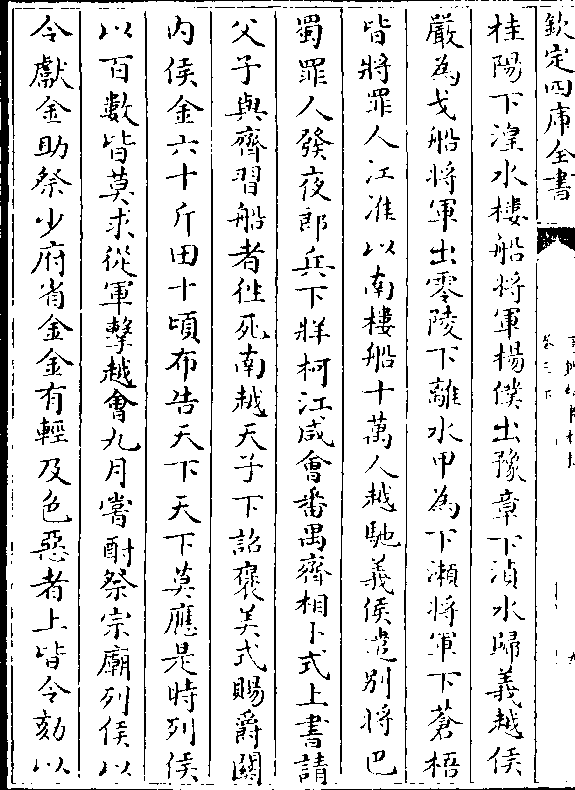 欽定四庫全書
桂陽下湟水樓船将軍楊僕出豫章下湞水歸義越侯
嚴為戈船將軍出零陵下離水甲為下瀬將軍下蒼梧
皆將罪人江淮以南樓船十萬人越馳義侯遣别將巴
蜀罪人發夜郎兵下牂柯江咸會番禺齊相卜式上書請
父子與齊習船者徃死南越天子下詔褒美式賜爵闗
内侯金六十斤田十頃布告天下天下莫應是時列侯
以百數皆莫求從軍擊越會九月嘗酎祭宗廟列侯以
令獻金助祭少府省金金有輕及色惡者上皆令劾以